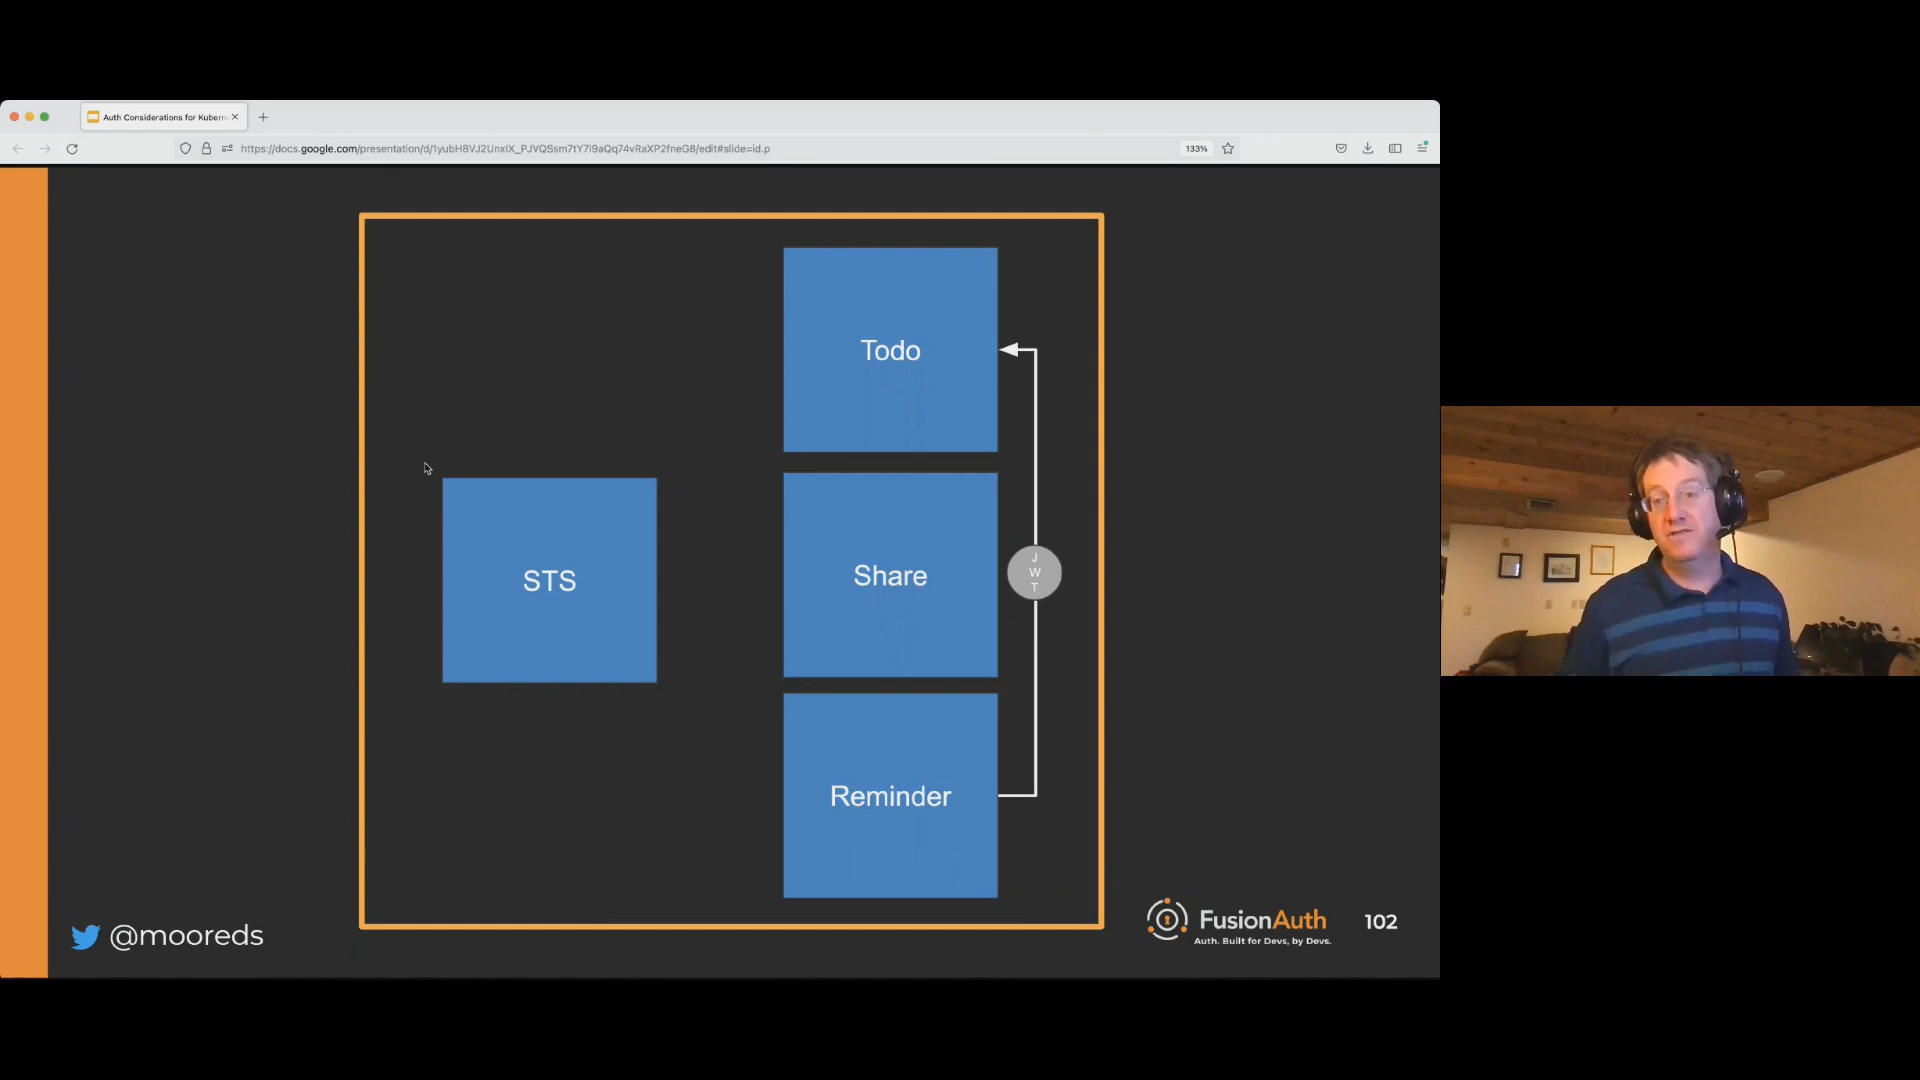 Auth Considerations for Kubern
https://docs.google.com/presentation/d/1yubH8VJ2UnxIX_PJVQSsm7tY7I9aQq74vRaXP2fneG8/edit#slide=id.p
133%
Todo
STS
Share
J
W
T
Reminder
@mooreds
FusionAuth
Auth. Built for Devs, by Devs.
102